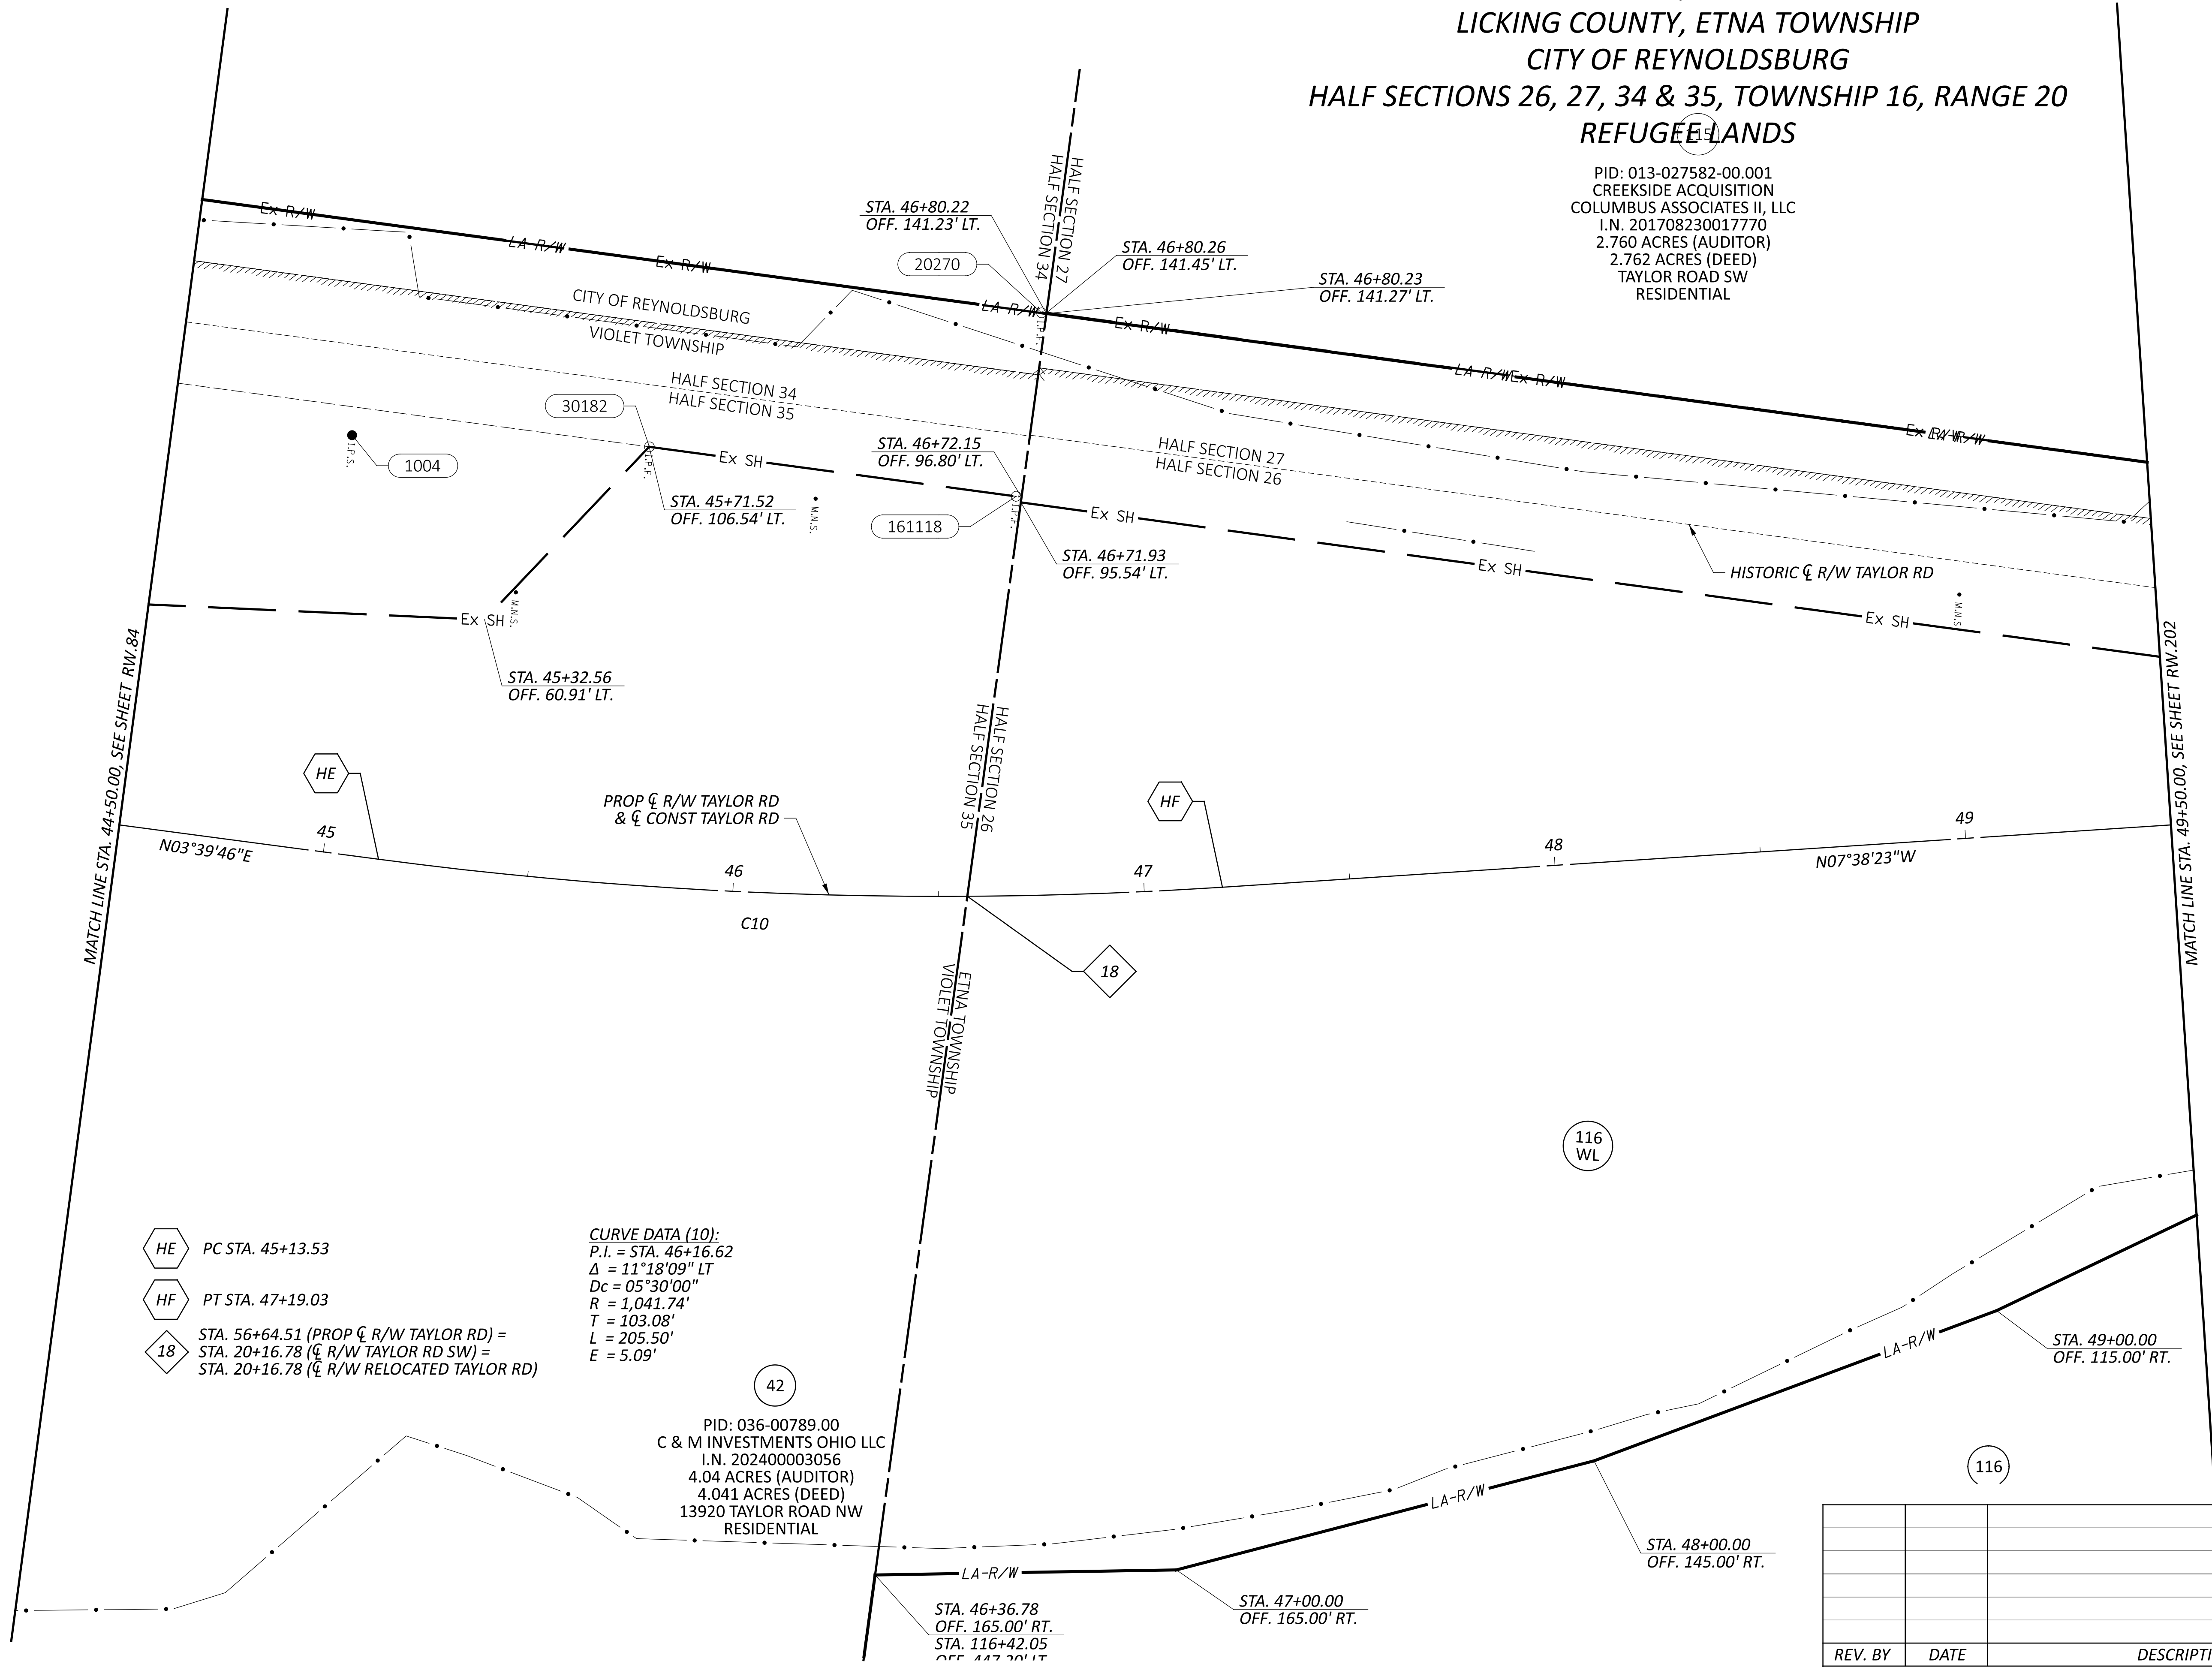 LICKING COUNTY, ETNA TOWNSHIP
CITY OF REYNOLDSBURG
HALF SECTIONS 26, 27, 34 & 35, TOWNSHIP 16, RANGE 20
REFUGEE LANDS
115
PID: 013-027582-00.001
CREEKSIDE ACQUISITION
COLUMBUS ASSOCIATES II, LLC
I.N. 201708230017770
2.760 ACRES (AUDITOR)
2.762 ACRES (DEED)
TAYLOR ROAD SW
RESIDENTIAL
HALF SECTION 27
HALF SECTION 34
STA. 46+80.22
OFF. 141.23' LT.
20270
STA. 46+80.26
OFF. 141.45' LT.
STA. 46+80.23
OFF. 141.27' LT.
Ex R/W
LA R/W
Ex R/W
LA R/W
I.P.F.
Ex R/W
LA R/W
Ex R/W
Ex R/W
LA R/W
CITY OF REYNOLDSBURG
VIOLET TOWNSHIP
HALF SECTION 34
HALF SECTION 35
30182
I.P.F.
Ex SH
I.P.S.
1004
STA. 45+71.52
OFF. 106.54' LT.
M.N.S.
STA. 46+72.15
OFF. 96.80' LT.
161118
I.P.F.
Ex SH
STA. 46+71.93
OFF. 95.54' LT.
HALF SECTION 27
HALF SECTION 26
Ex SH
HISTORIC ℄ R/W TAYLOR RD
M.N.S.
Ex SH
Ex SH
M.N.S.
STA. 45+32.56
OFF. 60.91' LT.
MATCH LINE STA. 44+50.00, SEE SHEET RW.84
MATCH LINE STA. 49+50.00, SEE SHEET RW.202
HALF SECTION 26
HALF SECTION 35
HE
PROP ℄ R/W TAYLOR RD
& ℄ CONST TAYLOR RD
HF
N03°39'46"E
45
46
47
48
49
N07°38'23"W
C10
18
ETNA TOWNSHIP
VIOLET TOWNSHIP
116
WL
HE PC STA. 45+13.53
HF PT STA. 47+19.03
18
STA. 56+64.51 (PROP ℄ R/W TAYLOR RD) =
STA. 20+16.78 (℄ R/W TAYLOR RD SW) =
STA. 20+16.78 (℄ R/W RELOCATED TAYLOR RD)
CURVE DATA (10):
P.I. = STA. 46+16.62
Δ = 11°18'09" LT
Dc = 05°30'00"
R = 1,041.74'
T = 103.08'
L = 205.50'
E = 5.09'
42
PID: 036-00789.00
C & M INVESTMENTS OHIO LLC
I.N. 202400003056
4.04 ACRES (AUDITOR)
4.041 ACRES (DEED)
13920 TAYLOR ROAD NW
RESIDENTIAL
LA-R/W
LA-R/W
LA-R/W
STA. 49+00.00
OFF. 115.00' RT.
STA. 48+00.00
OFF. 145.00' RT.
STA. 47+00.00
OFF. 165.00' RT.
STA. 46+36.78
OFF. 165.00' RT.
STA. 116+42.05
OFF. 447.20' LT.
116
REV. BY DATE DESCRIPTI